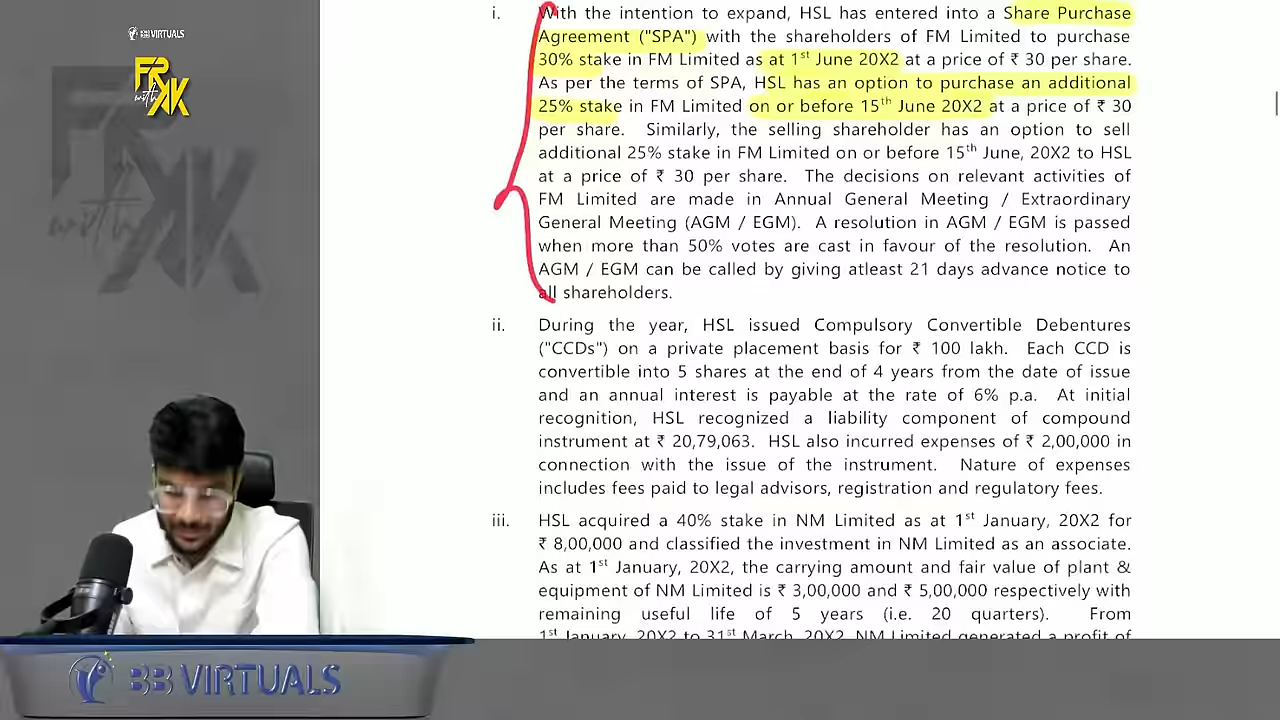 BB VIRTUALS
FR
with
KK
i. With the intention to expand, HSL has entered into a Share Purchase
Agreement ("SPA") with the shareholders of FM Limited to purchase
30% stake in FM Limited as at 1st June 20X2 at a price of ₹ 30 per share.
As per the terms of SPA, HSL has an option to purchase an additional
25% stake in FM Limited on or before 15th June 20X2 at a price of ₹ 30
per share. Similarly, the selling shareholder has an option to sell
additional 25% stake in FM Limited on or before 15th June, 20X2 to HSL
at a price of ₹ 30 per share. The decisions on relevant activities of
FM Limited are made in Annual General Meeting / Extraordinary
General Meeting (AGM / EGM). A resolution in AGM / EGM is passed
when more than 50% votes are cast in favour of the resolution. An
AGM / EGM can be called by giving atleast 21 days advance notice to
all shareholders.
ii. During the year, HSL issued Compulsory Convertible Debentures
("CCDs") on a private placement basis for ₹ 100 lakh. Each CCD is
convertible into 5 shares at the end of 4 years from the date of issue
and an annual interest is payable at the rate of 6% p.a. At initial
recognition, HSL recognized a liability component of compound
instrument at ₹ 20,79,063. HSL also incurred expenses of ₹ 2,00,000 in
connection with the issue of the instrument. Nature of expenses
includes fees paid to legal advisors, registration and regulatory fees.
iii. HSL acquired a 40% stake in NM Limited as at 1st January, 20X2 for
₹ 8,00,000 and classified the investment in NM Limited as an associate.
As at 1st January, 20X2, the carrying amount and fair value of plant &
equipment of NM Limited is ₹ 3,00,000 and ₹ 5,00,000 respectively with
remaining useful life of 5 years (i.e. 20 quarters). From
1st January, 20X2 to 31st March, 20X2, NM Limited generated a profit of
BB VIRTUALS